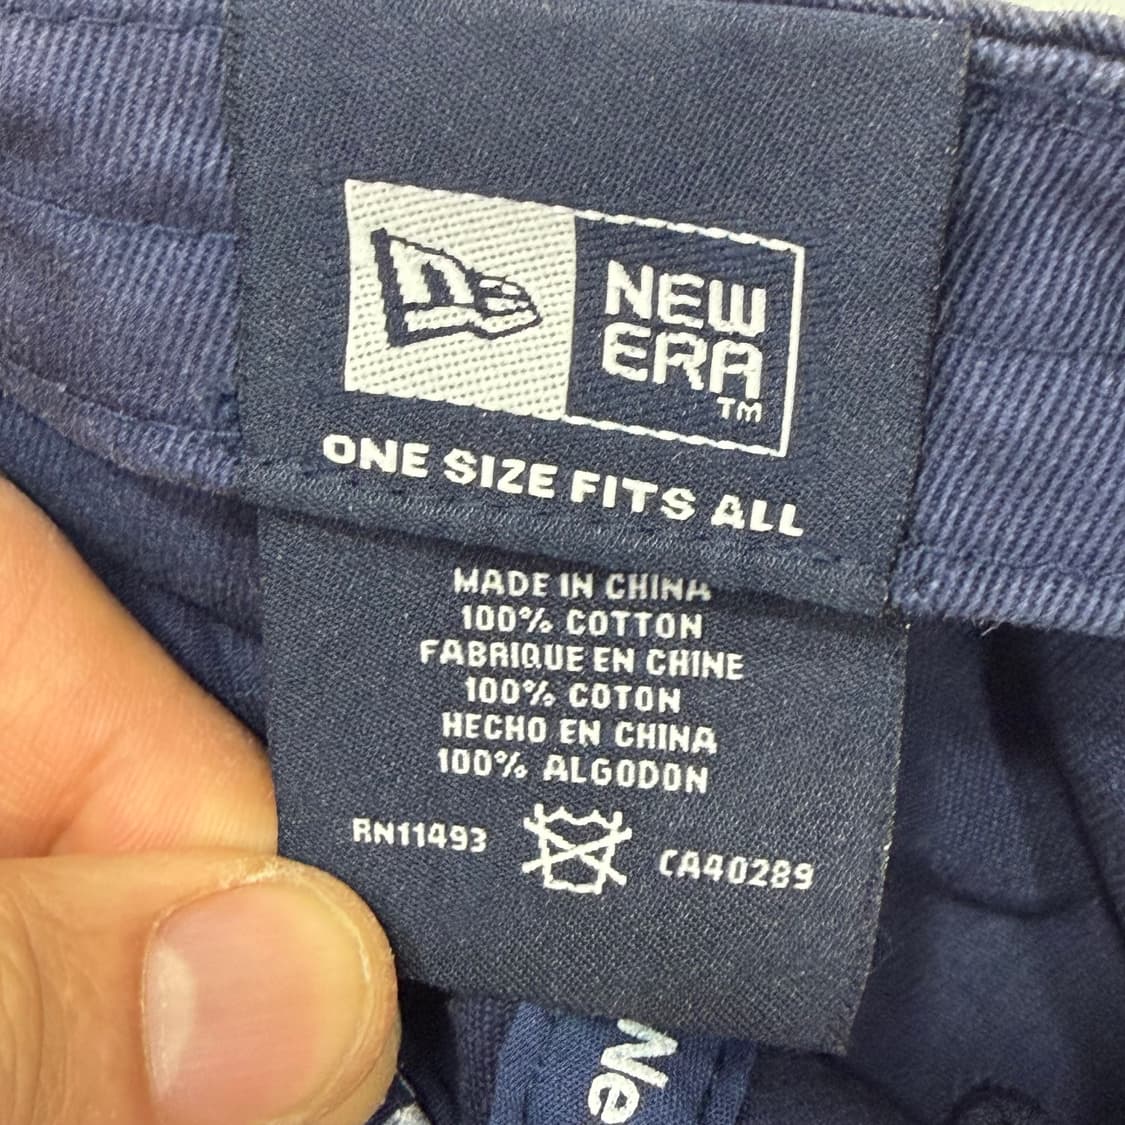 NEW
ERA
TM
ONE SIZE FITS ALL
MADE IN CHINA
100% COTTON
FABRIQUE EN CHINE
100% COTON
HECHO EN CHINA
100% ALGODON
RN11493
CA40289
Ne